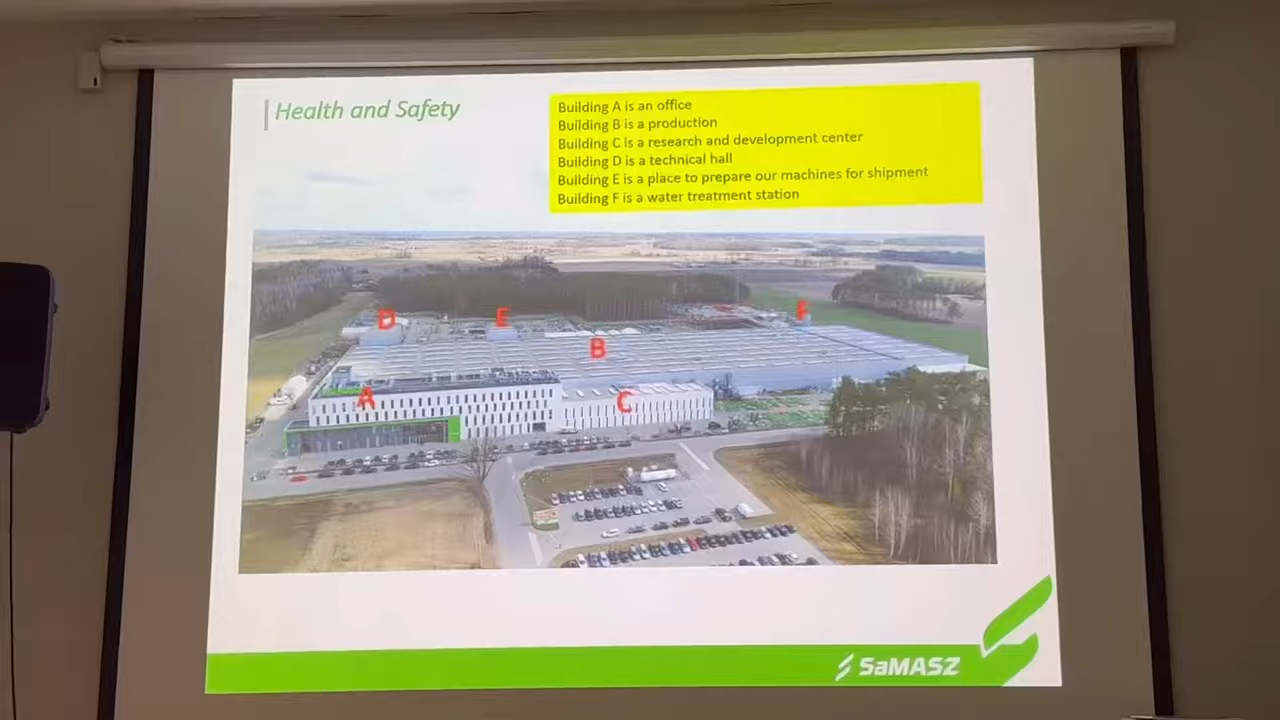 Health and Safety
Building A is an office
Building B is a production
Building C is a research and development center
Building D is a technical hall
Building E is a place to prepare our machines for shipment
Building F is a water treatment station
D
E
F
B
A
C
SaMASZ